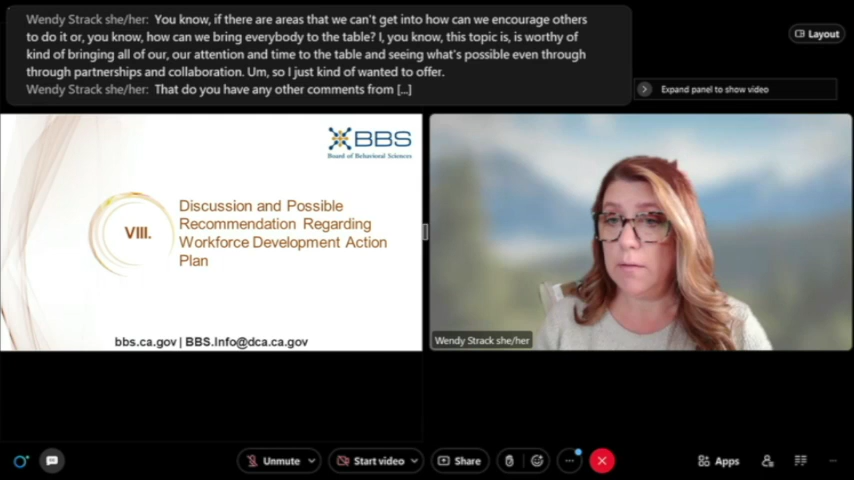 Wendy Strack she/her: You know, if there are areas that we can't get into how can we encourage others
to do it or, you know, how can we bring everybody to the table? I, you know, this topic is, is worthy of
kind of bringing all of our, our attention and time to the table and seeing what's possible even through
through partnerships and collaboration. Um, so I just kind of wanted to offer.
Wendy Strack she/her: That do you have any other comments from [...]
Layout
Expand panel to show video
BBS
Board of Behavioral Sciences
VIII.
Discussion and Possible
Recommendation Regarding
Workforce Development Action
Plan
bbs.ca.gov | BBS.Info@dca.ca.gov
Wendy Strack she/her
Unmute
Start video
Share
Apps